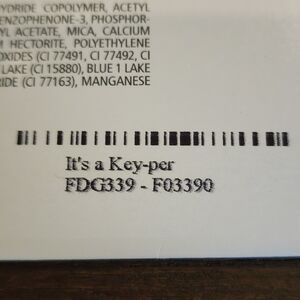 YDRIDE COPOLYMER, ACETYL
BENZOPHENONE-3, PHOSPHOR-
YL ACETATE, MICA, CALCIUM
M HECTORITE, POLYETHYLENE
OXIDES (CI 77491, CI 77492, CI
LAKE (CI 15880), BLUE 1 LAKE
RIDE (CI 77163), MANGANESE
It's a Key-per
FDG339 - F03390